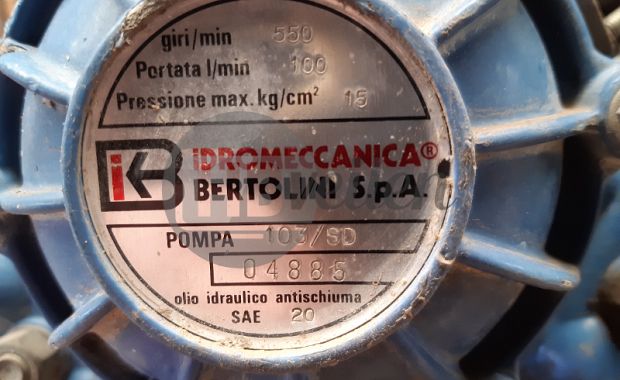 giri/min 550
Portata l/min 100
Pressione max. kg/cm² 15
iDROMECCANICA®
BERTOLINI S.p.A.
POMPA 103/SD
04885
olio idraulico antischiuma
SAE 20